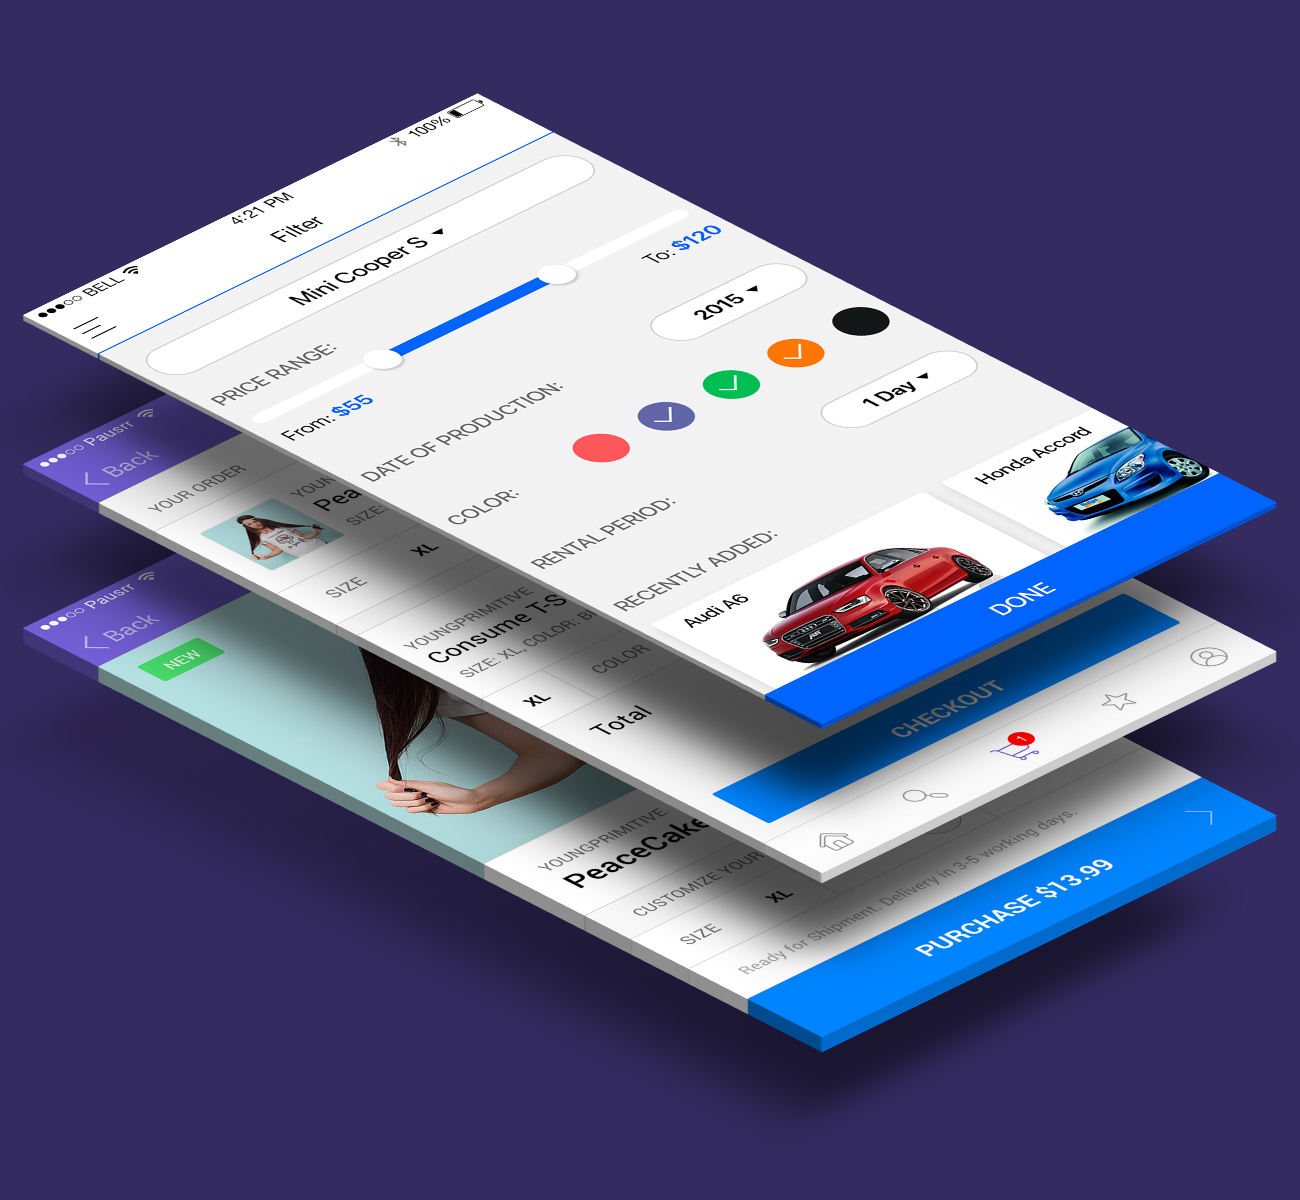 BELL
4:21 PM
100%
Filter
Mini Cooper S
PRICE RANGE:
From: $55
To: $120
DATE OF PRODUCTION:
2015
COLOR:
RENTAL PERIOD:
1 Day
RECENTLY ADDED:
Audi A6
Honda Accord
DONE
Pausrr
Back
YOUR ORDER
SIZE
XL
YOUNGPRIMITIVE
Consume T-S
SIZE: XL, COLOR: B
XL
COLOR
Total
CHECKOUT
1
Pausrr
Back
NEW
YOUNGPRIMITIVE
PeaceCake
CUSTOMIZE YOUR
SIZE
XL
Ready for Shipment. Delivery in 3-5 working days.
PURCHASE $13.99